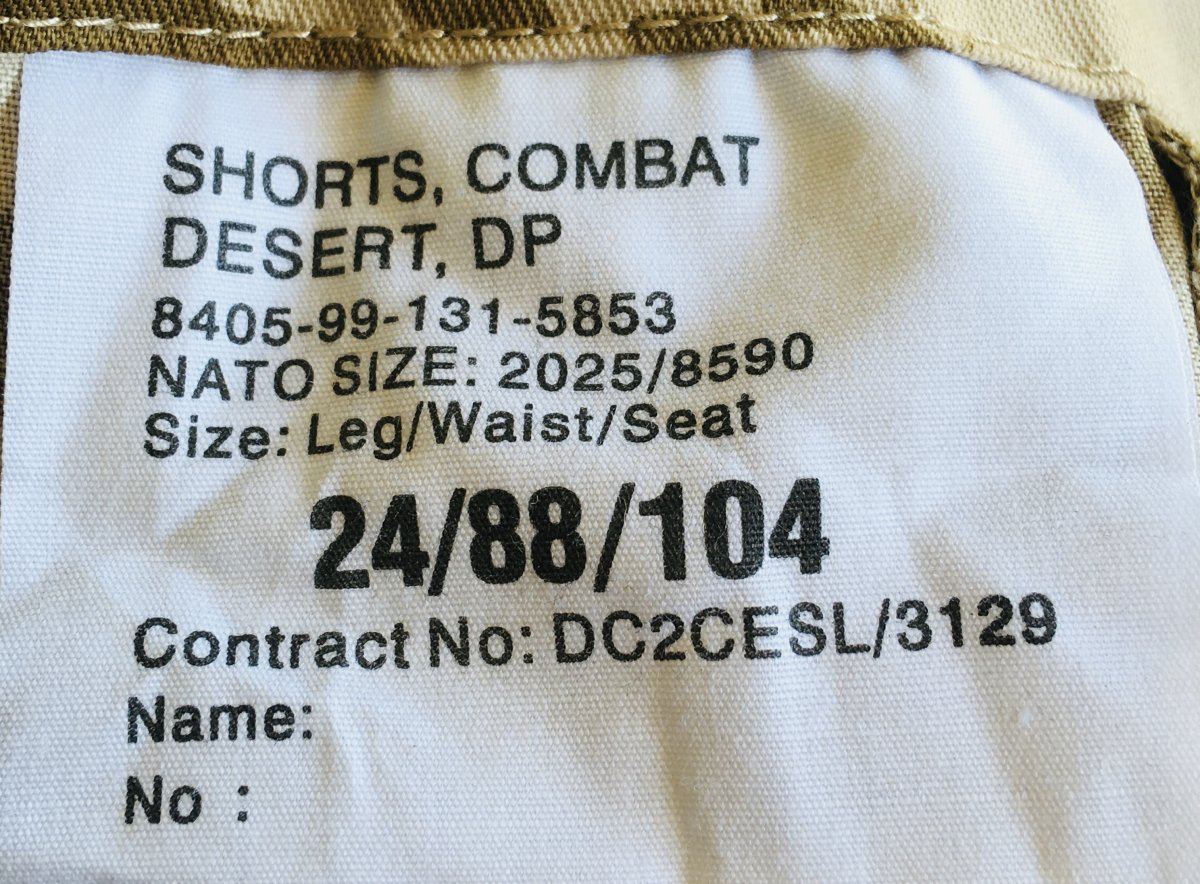 SHORTS, COMBAT
DESERT, DP
8405-99-131-5853
NATO SIZE: 2025/8590
Size: Leg/Waist/Seat
24/88/104
Contract No: DC2CESL/3129
Name:
No :